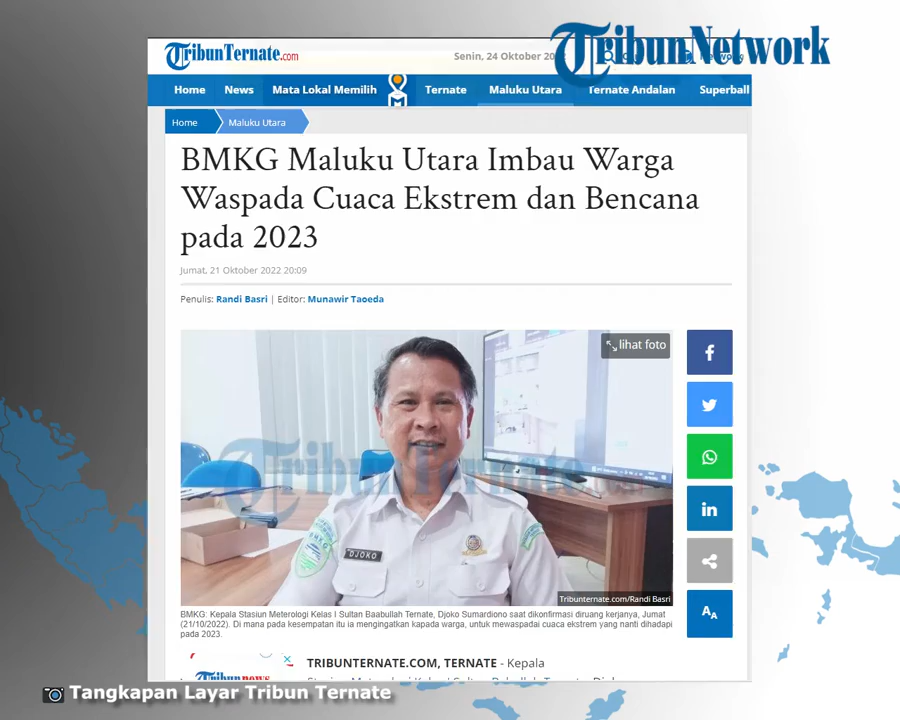 TribunTernate.com
Senin, 24 Oktober
TribunNetwork
Home
News
Mata Lokal Memilih
Ternate
Maluku Utara
Ternate Andalan
Superball
Home
Maluku Utara
BMKG Maluku Utara Imbau Warga
Waspada Cuaca Ekstrem dan Bencana
pada 2023
Jumat, 21 Oktober 2022 20:09
Penulis: Randi Basri | Editor: Munawir Taoeda
lihat foto
Tribun Ternate
BMKG
DJOKO
Tribunternate.com/Randi Basri
BMKG: Kepala Stasiun Meterologi Kelas I Sultan Baabullah Ternate, Djoko Sumardiono saat dikonfirmasi diruang kerjanya, Jumat
(21/10/2022). Di mana pada kesempatan itu ia mengingatkan kapada warga, untuk mewaspadai cuaca ekstrem yang nanti dihadapi
pada 2023.
TRIBUNTERNATE.COM, TERNATE - Kepala
Tribunnews
Tangkapan Layar Tribun Ternate